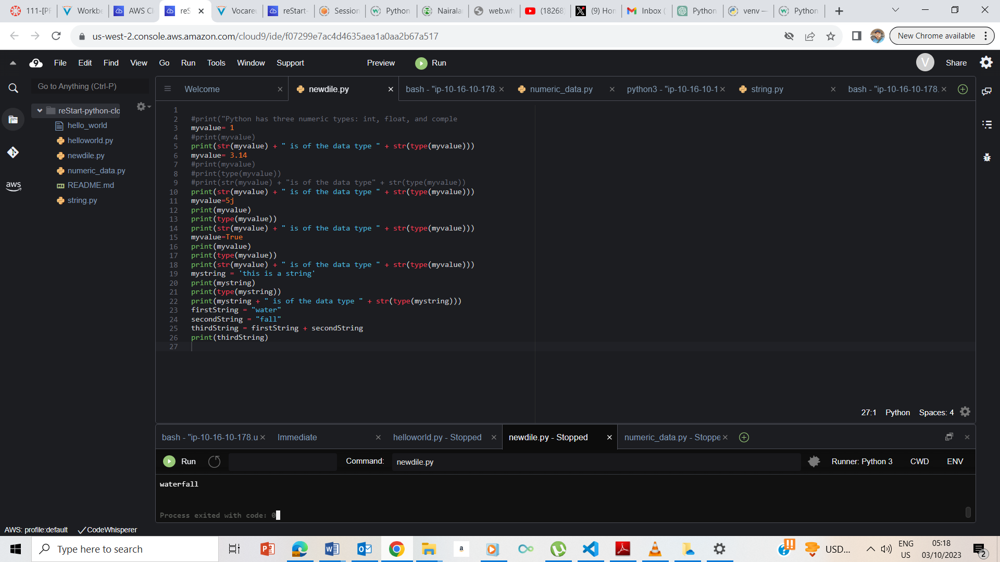 111-[PF
Workbe
AWS Cl
reS
Vocareu
reStart-
Session
Python
Nairala
web.wh
(18268)
(9) Hon
Inbox (
Python
venv —
Python
us-west-2.console.aws.amazon.com/cloud9/ide/f07299e7ac4d4635aea1a0aa2b67a517
New Chrome available
9 File Edit Find View Go Run Tools Window Support Preview Run
V Share
Go to Anything (Ctrl-P)
Welcome
newdile.py
bash - "ip-10-16-10-178.
numeric_data.py
python3 - "ip-10-16-10-1
string.py
bash - "ip-10-16-10-178.
reStart-python-clo
hello_world
helloworld.py
newdile.py
numeric_data.py
README.md
string.py
aws
1
2 #print("Python has three numeric types: int, float, and comple
3 myvalue= 1
4 #print(myvalue)
5 print(str(myvalue) + " is of the data type " + str(type(myvalue)))
6 myvalue= 3.14
7 #print(myvalue)
8 #print(type(myvalue))
9 #print(str(myvalue) + "is of the data type" + str(type(myvalue))
10 print(str(myvalue) + " is of the data type " + str(type(myvalue)))
11 myvalue=5j
12 print(myvalue)
13 print(type(myvalue))
14 print(str(myvalue) + " is of the data type " + str(type(myvalue)))
15 myvalue=True
16 print(myvalue)
17 print(type(myvalue))
18 print(str(myvalue) + " is of the data type " + str(type(myvalue)))
19 mystring = 'this is a string'
20 print(mystring)
21 print(type(mystring))
22 print(mystring + " is of the data type " + str(type(mystring)))
23 firstString = "water"
24 secondString = "fall"
25 thirdString = firstString + secondString
26 print(thirdString)
27
27:1 Python Spaces: 4
bash - "ip-10-16-10-178.u
Immediate
helloworld.py - Stopped
newdile.py - Stopped
numeric_data.py - Stoppe
Run
Command:
newdile.py
Runner: Python 3
CWD
ENV
waterfall
Process exited with code: 0
AWS: profile:default CodeWhisperer
Type here to search
a
USD...
ENG
US
05:18
03/10/2023
2